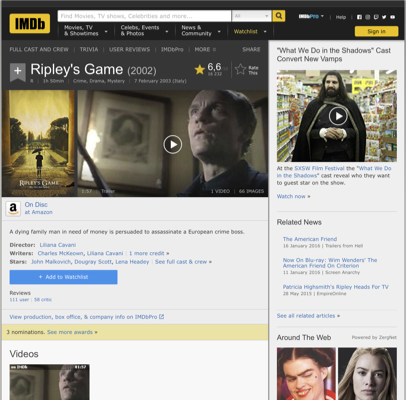 IMDb
Find Movies, TV shows, Celebrities and more...
All
IMDbPro
Help
Movies, TV & Showtimes
Celebs, Events & Photos
News & Community
Watchlist
Sign in
FULL CAST AND CREW | TRIVIA | USER REVIEWS | IMDbPro | MORE
SHARE
Ripley's Game (2002)
6,6
Rate This
1h 50min | Crime, Drama, Mystery | 7 February 2003 (Italy)
RIPLEY'S GAME
1:57 Trailer
1 VIDEO | 66 IMAGES
On Disc
at Amazon
A dying family man in need of money is persuaded to assassinate a European crime boss.
Director: Liliana Cavani
Writers: Charles McKeown, Liliana Cavani | 1 more credit »
Stars: John Malkovich, Dougray Scott, Lena Headey | See full cast & crew »
+ Add to Watchlist
Reviews
111 user | 39 critic
View production, box office, & company info on IMDbPro
3 nominations. See more awards »
Videos
on IMDb
01:57
"What We Do in the Shadows" Cast
Convert New Vamps
At the SXSW Film Festival the "What We
Do in the Shadows" cast reveal who they want
to guest star on the show.
Watch now »
Related News
The American Friend
16 January 2016 | Trailers from Hell
Now On Blu-ray: Wim Wenders' The
American Friend On Criterion
11 January 2016 | Screen Anarchy
Patricia Highsmith's Ripley Heads For TV
28 May 2015 | EmpireOnline
See all related articles »
Around The Web
Powered by ZergNet